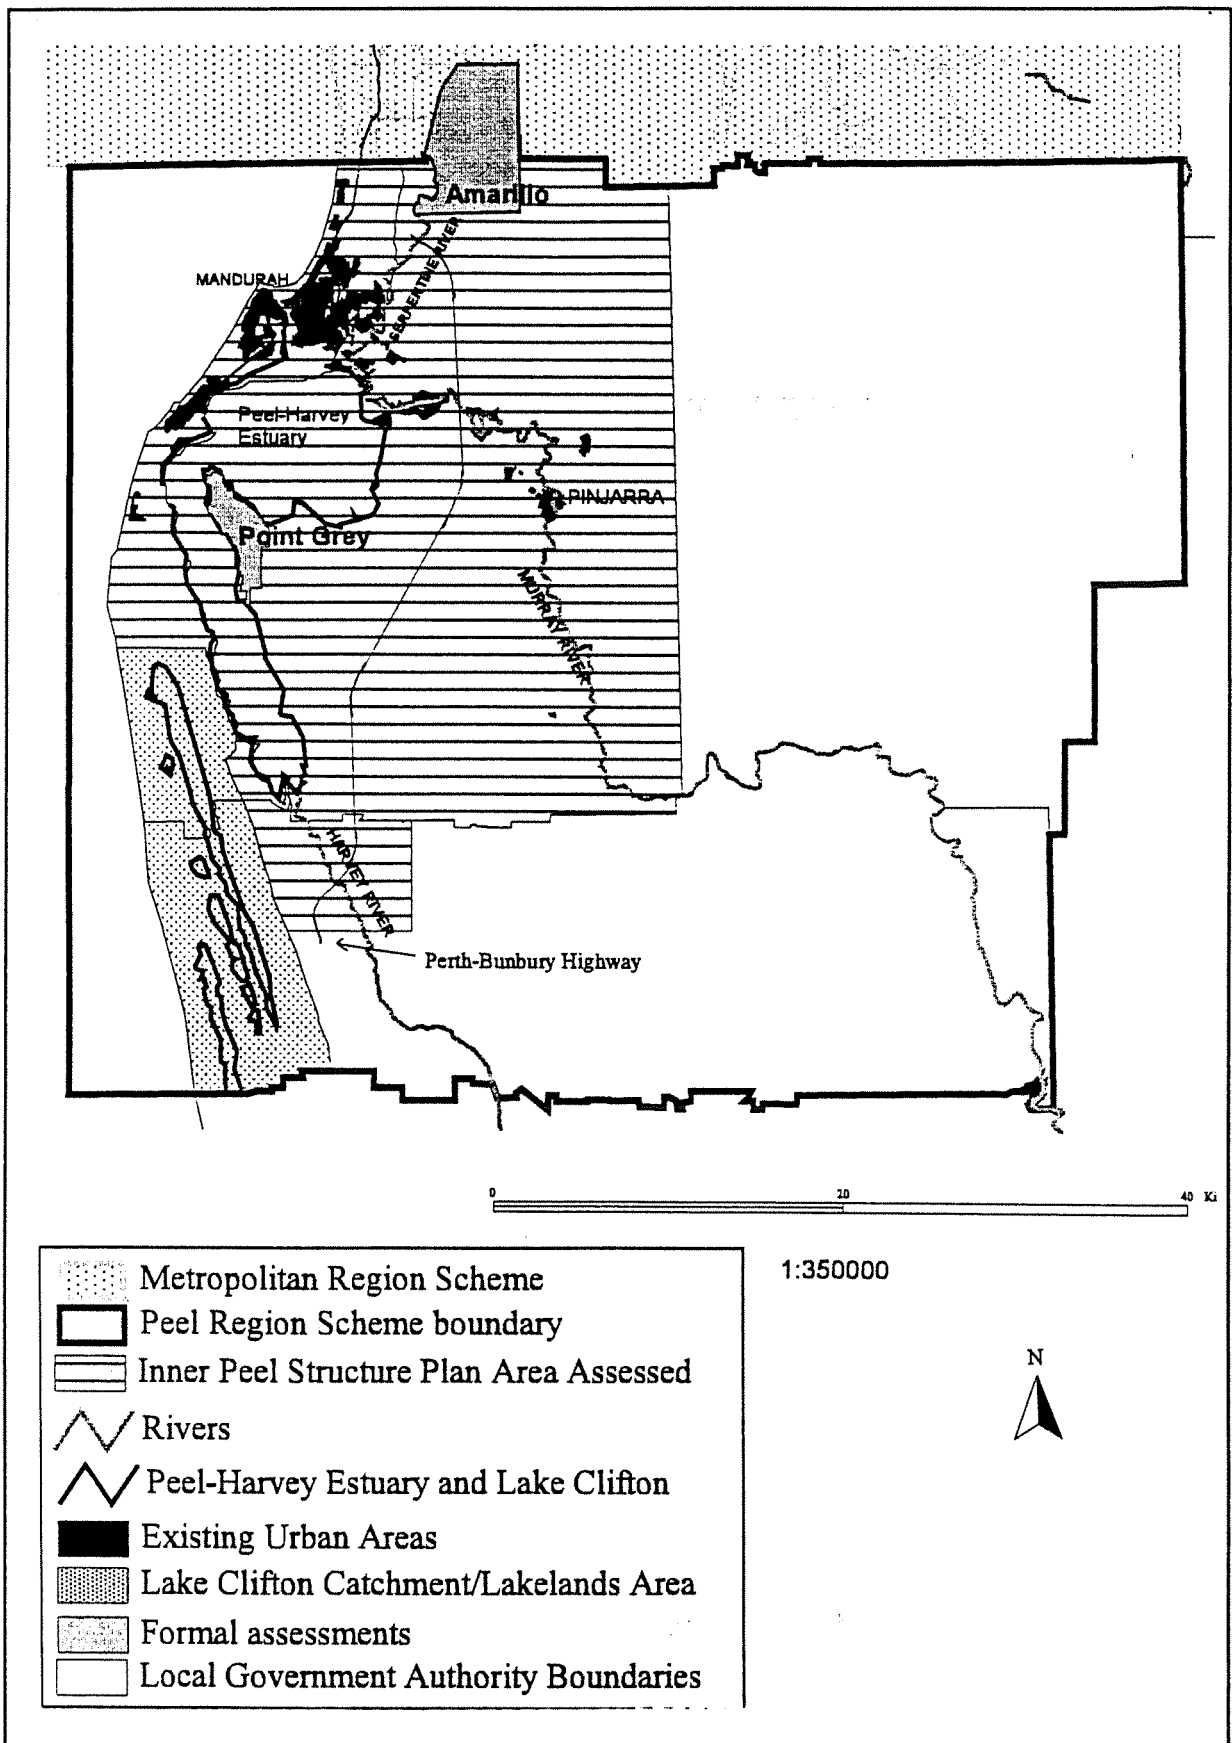 Amarillo
SERPENTINE RIVER
MANDURAH
Peel-Harvey
Estuary
PINJARRA
Point Grey
MURRAY RIVER
HARVEY RIVER
Perth-Bunbury Highway
0 20 40 Ki
1:350000
N
Metropolitan Region Scheme
Peel Region Scheme boundary
Inner Peel Structure Plan Area Assessed
Rivers
Peel-Harvey Estuary and Lake Clifton
Existing Urban Areas
Lake Clifton Catchment/Lakelands Area
Formal assessments
Local Government Authority Boundaries